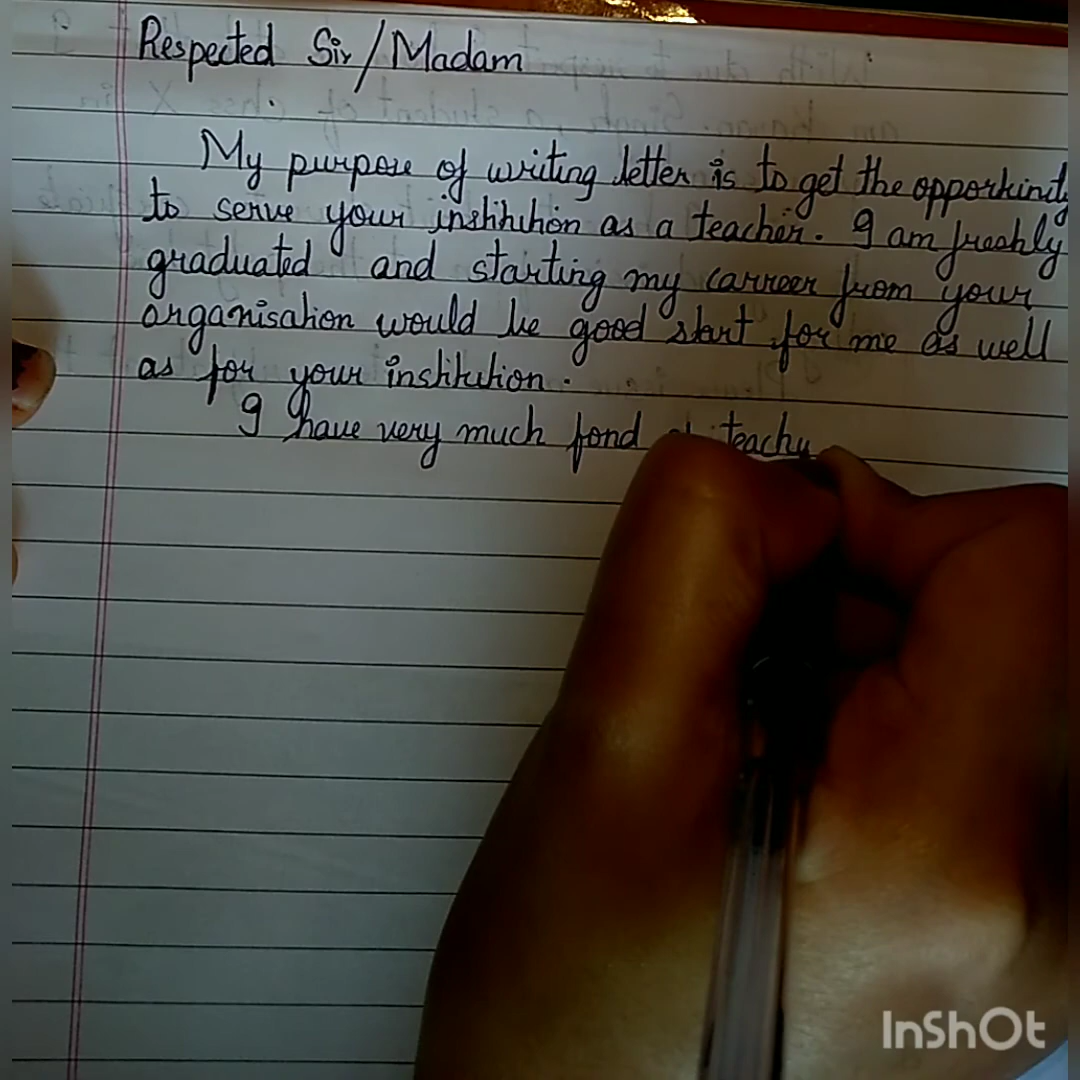 Respected Sir/Madam
My purpose of writing letter is to get the opportunity
to serve your institution as a teacher. I am freshly
graduated and starting my carreer from your
organisation would be good start for me as well
as for your institution.
I have very much fond
InShOt